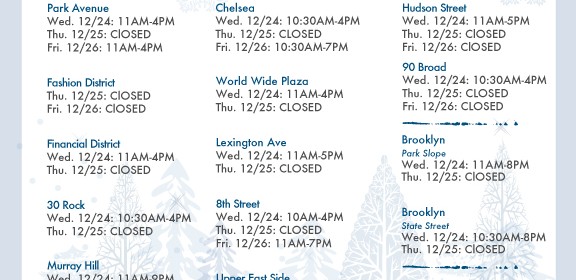 Park Avenue
Wed. 12/24: 11AM-4PM
Thu. 12/25: ClOSED
Fri. 12/26: 11AM-4PM
Fashion District
Thu. 12/25: ClOSED
Fri. 12/26: ClOSED
Financial District
Wed. 12/24: 11AM-4PM
Thu. 12/25: CLOSED
30 Rock
Wed. 12/24: 10:30AM-4PM
Thu. 12/25: CLOSED
Murray Hill
Wed. 12/24: 11AM-9PM
Chelsea
Wed. 12/24: 10:30AM-4PM
Thu. 12/25: CLOSED
Fri. 12/26: 10:30AM-7PM
World Wide Plaza
Wed. 12/24: 11AM-4PM
Thu. 12/25: CLOSED
Lexington Ave
Wed. 12/24: 11AM-5PM
Thu. 12/25: CLOSED
8th Street
Wed. 12/24: 10AM-4PM
Thu. 12/25: CLOSED
Fri. 12/26: 11AM-7PM
Upper East Side
Hudson Street
Wed. 12/24: 11AM-5PM
Thu. 12/25: ClOSED
Fri. 12/26: ClOSED
90 Broad
Wed. 12/24: 10:30AM-4PM
Thu. 12/25: CLOSED
Fri. 12/26: CLOSED
Brooklyn
Park Slope
Wed. 12/24: 11AM-8PM
Thu. 12/25: CLOSED
Brooklyn
State Street
Wed. 12/24: 10:30AM-8PM
Thu. 12/25: CLOSED